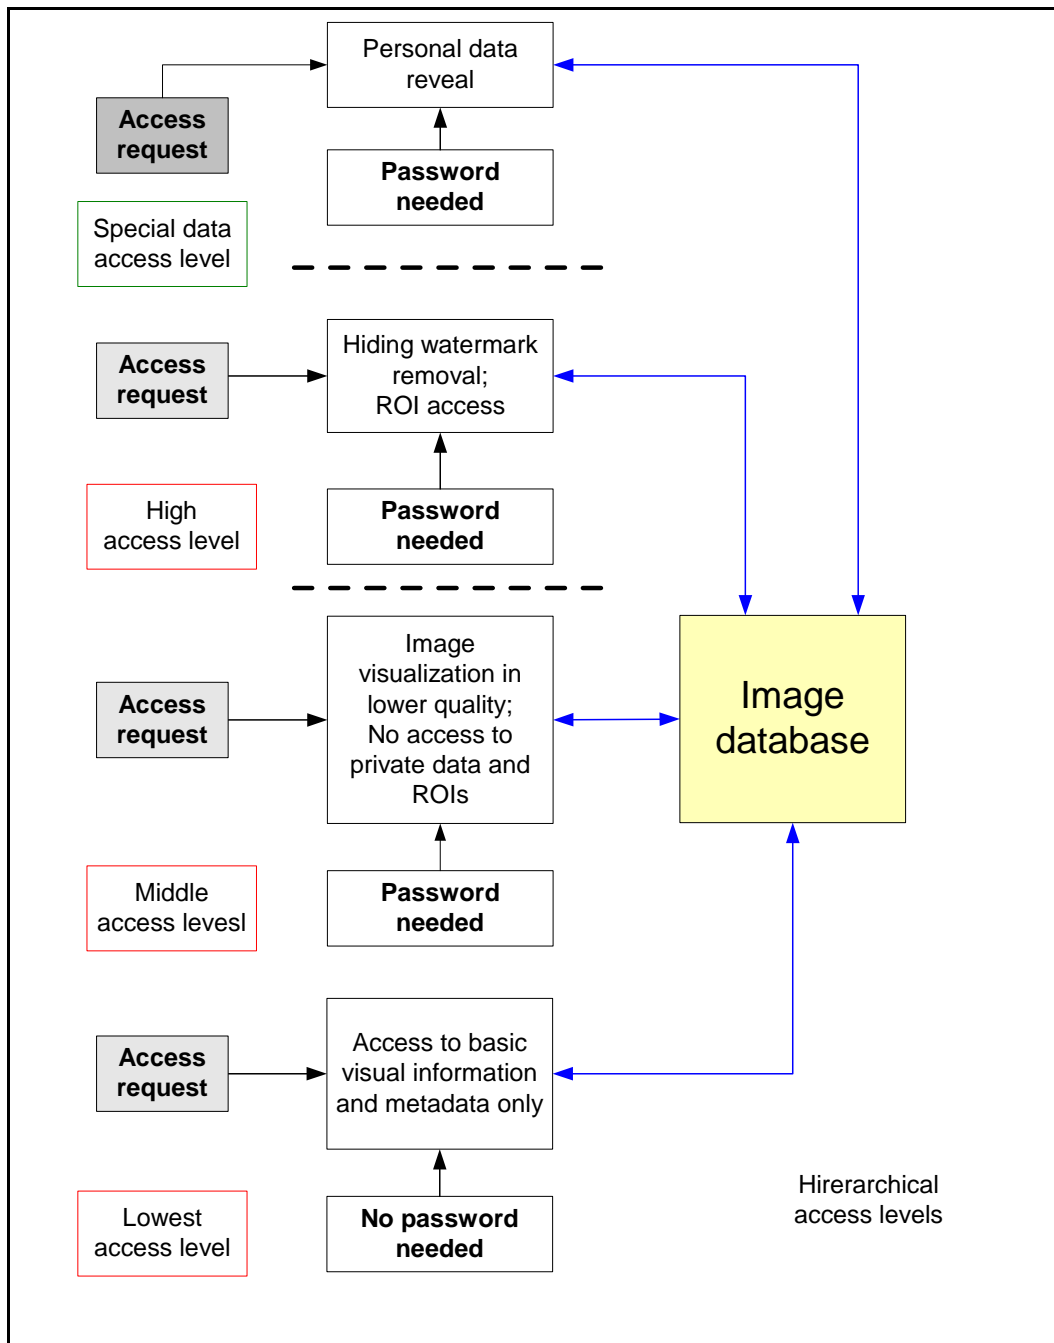 Personal data
reveal
Access
request
Password
needed
Special data
access level
Hiding watermark
removal;
ROI access
Access
request
Password
needed
High
access level
Image
visualization in
lower quality;
No access to
private data and
ROIs
Access
request
Image
database
Password
needed
Middle
access levesl
Access to basic
visual information
and metadata only
Access
request
No password
needed
Lowest
access level
Hirerarchical
access levels